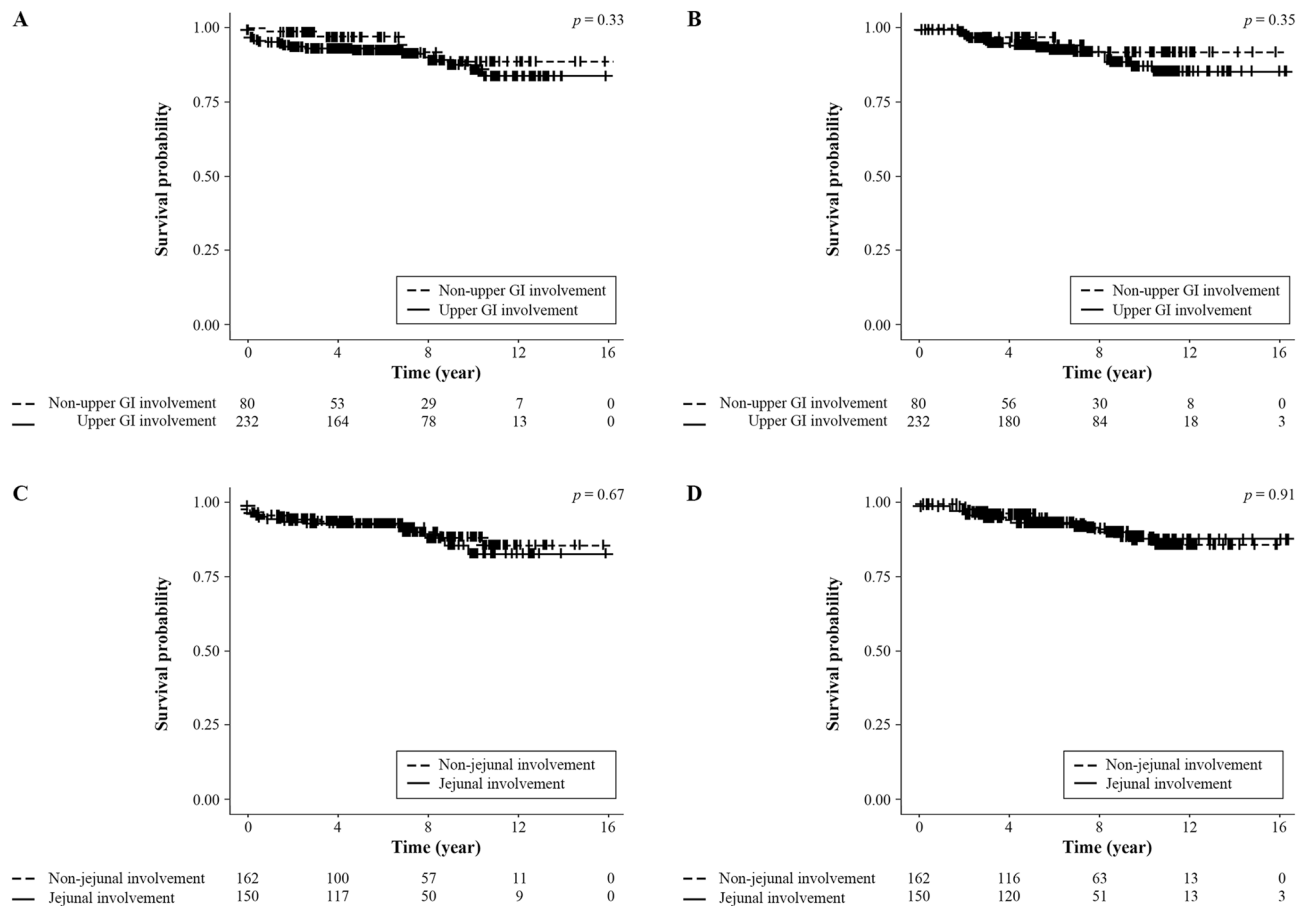 A
p = 0.33
1.00
0.75
0.50
0.25
0.00
Survival probability
Non-upper GI involvement
Upper GI involvement
0 4 8 12 16
Time (year)
Non-upper GI involvement 80 53 29 7 0
Upper GI involvement 232 164 78 13 0
B
p = 0.35
1.00
0.75
0.50
0.25
0.00
Survival probability
Non-upper GI involvement
Upper GI involvement
0 4 8 12 16
Time (year)
Non-upper GI involvement 80 56 30 8 0
Upper GI involvement 232 180 84 18 3
C
p = 0.67
1.00
0.75
0.50
0.25
0.00
Survival probability
Non-jejunal involvement
Jejunal involvement
0 4 8 12 16
Time (year)
Non-jejunal involvement 162 100 57 11 0
Jejunal involvement 150 117 50 9 0
D
p = 0.91
1.00
0.75
0.50
0.25
0.00
Survival probability
Non-jejunal involvement
Jejunal involvement
0 4 8 12 16
Time (year)
Non-jejunal involvement 162 116 63 13 0
Jejunal involvement 150 120 51 13 3